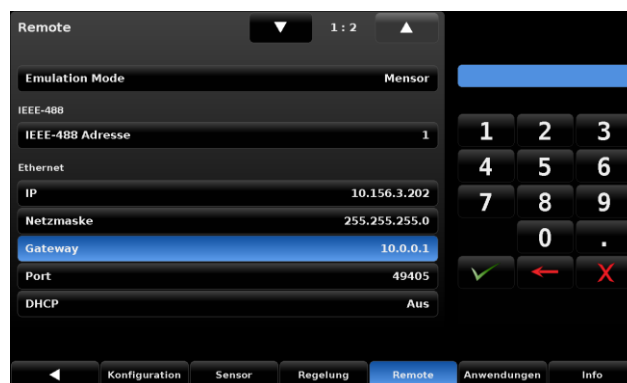 Remote ▼ 1:2 ▲
Emulation Mode Mensor
IEEE-488
IEEE-488 Adresse 1
Ethernet
IP 10.156.3.202
Netzmaske 255.255.255.0
Gateway 10.0.0.1
Port 49405
DHCP Aus
1 2 3
4 5 6
7 8 9
0 .
X
Konfiguration Sensor Regelung Remote Anwendungen Info